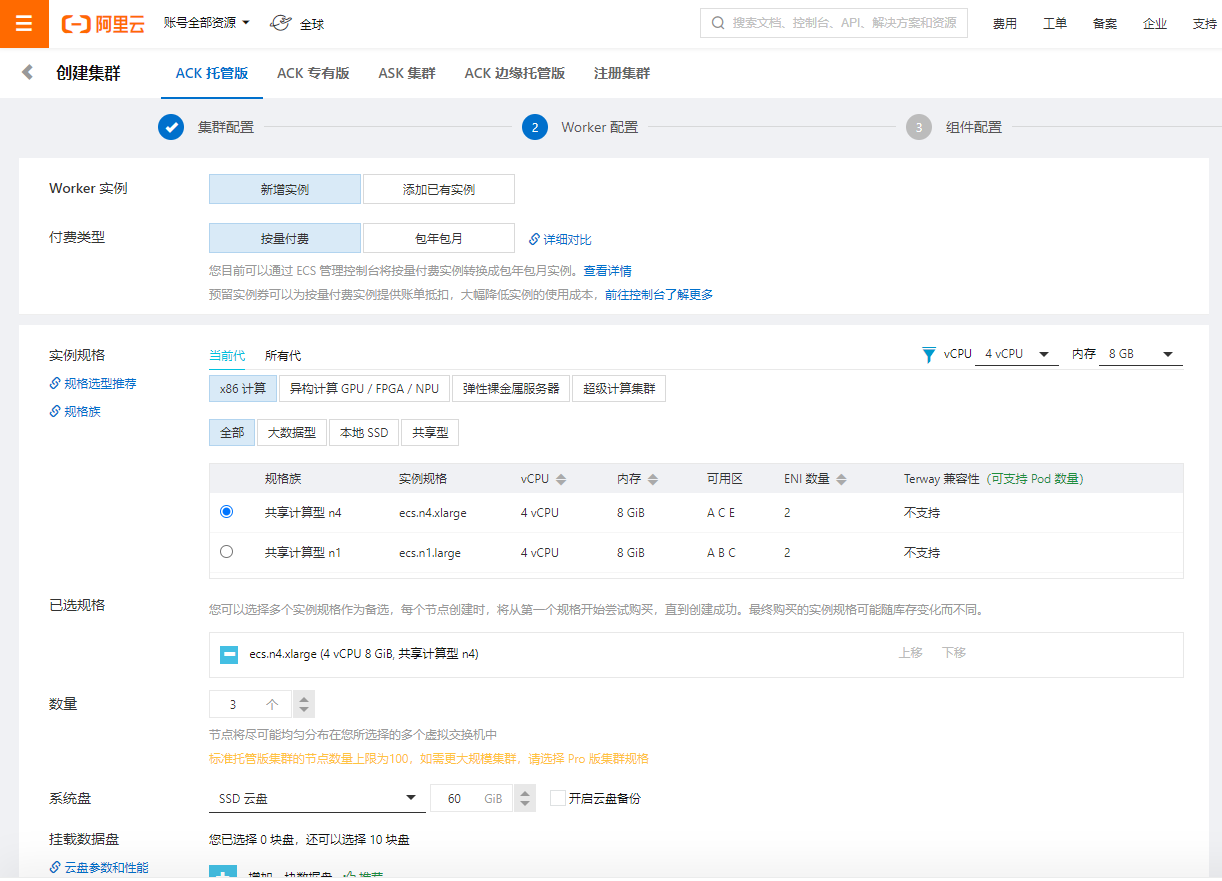 阿里云 账号全部资源 全球 搜索文档、控制台、API、解决方案和资源 费用 工单 备案 企业 支持
创建集群 ACK 托管版 ACK 专有版 ASK 集群 ACK 边缘托管版 注册集群
集群配置 2 Worker 配置 3 组件配置
Worker 实例 新增实例 添加已有实例
付费类型 按量付费 包年包月 详细对比
您目前可以通过 ECS 管理控制台将按量付费实例转换成包年包月实例。查看详情
预留实例券可以为按量付费实例提供账单抵扣，大幅降低实例的使用成本，前往控制台了解更多
实例规格 当前代 所有代 vCPU 4 vCPU 内存 8 GB
规格选型推荐 x86 计算 异构计算 GPU / FPGA / NPU 弹性裸金属服务器 超级计算集群
规格族
全部 大数据型 本地 SSD 共享型
规格族 实例规格 vCPU 内存 可用区 ENI 数量 Terway 兼容性（可支持 Pod 数量）
共享计算型 n4 ecs.n4.xlarge 4 vCPU 8 GiB A C E 2 不支持
共享计算型 n1 ecs.n1.large 4 vCPU 8 GiB A B C 2 不支持
已选规格 您可以选择多个实例规格作为备选，每个节点创建时，将从第一个规格开始尝试购买，直到创建成功。最终购买的实例规格可能随库存变化而不同。
ecs.n4.xlarge (4 vCPU 8 GiB, 共享计算型 n4) 上移 下移
数量 3 个
节点将尽可能均匀分布在您所选择的多个虚拟交换机中
标准托管版集群的节点数量上限为100，如需更大规模集群，请选择 Pro 版集群规格
系统盘 SSD 云盘 60 GiB 开启云盘备份
挂载数据盘 您已选择 0 块盘，还可以选择 10 块盘
云盘参数和性能 增加一块数据盘 推荐